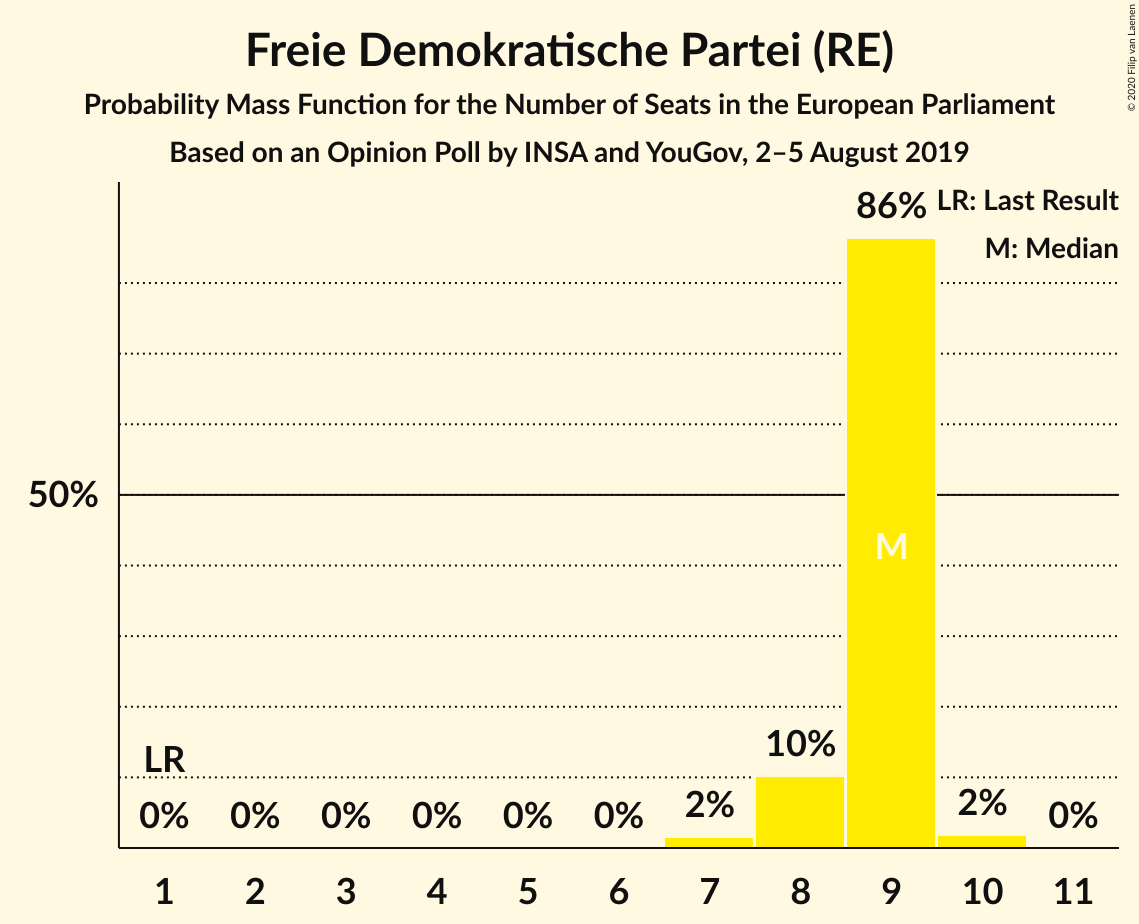 Freie Demokratische Partei (RE)
Probability Mass Function for the Number of Seats in the European Parliament
Based on an Opinion Poll by INSA and YouGov, 2–5 August 2019
© 2020 Filip van Laenen
86%
LR: Last Result
M: Median
50%
M
LR
10%
0% 0% 0% 0% 0% 0% 2% 2% 0%
1 2 3 4 5 6 7 8 9 10 11